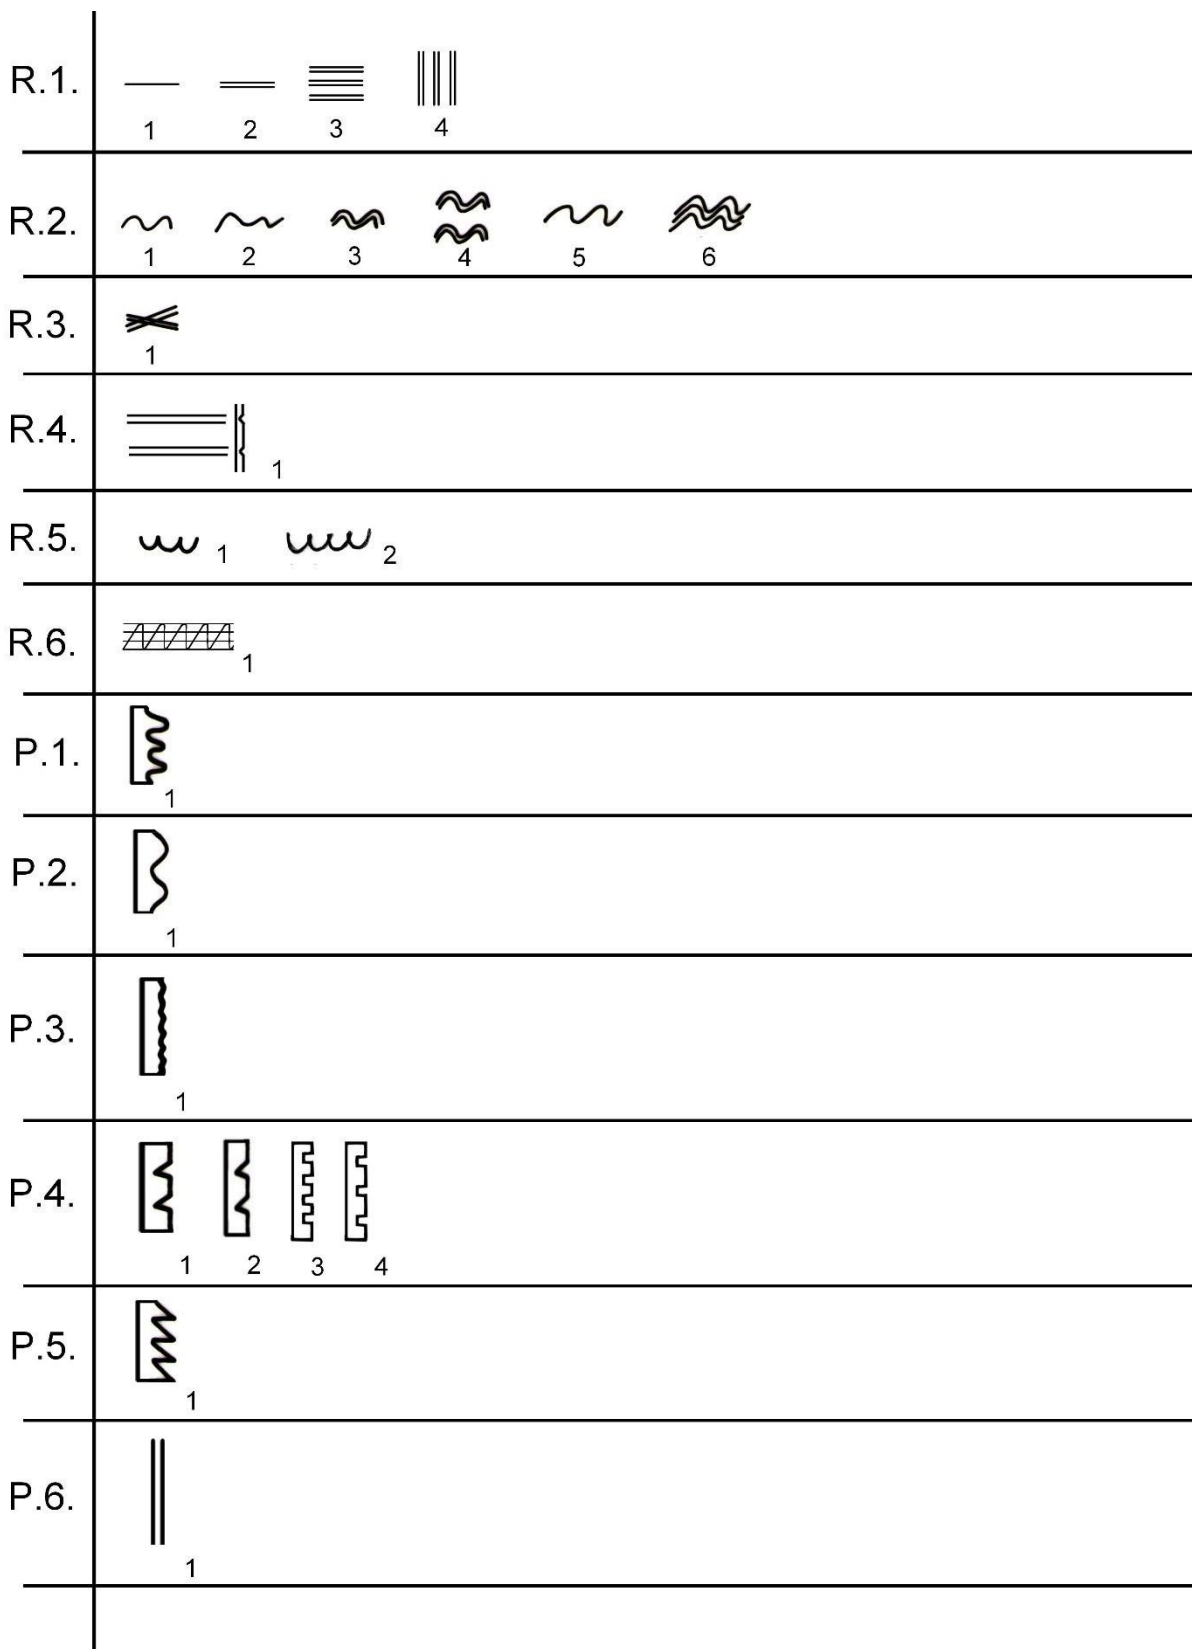 R.1. 1 2 3 4
R.2. 1 2 3 4 5 6
R.3. 1
R.4. 1
R.5. 1 2
R.6. 1
P.1. 1
P.2. 1
P.3. 1
P.4. 1 2 3 4
P.5. 1
P.6. 1